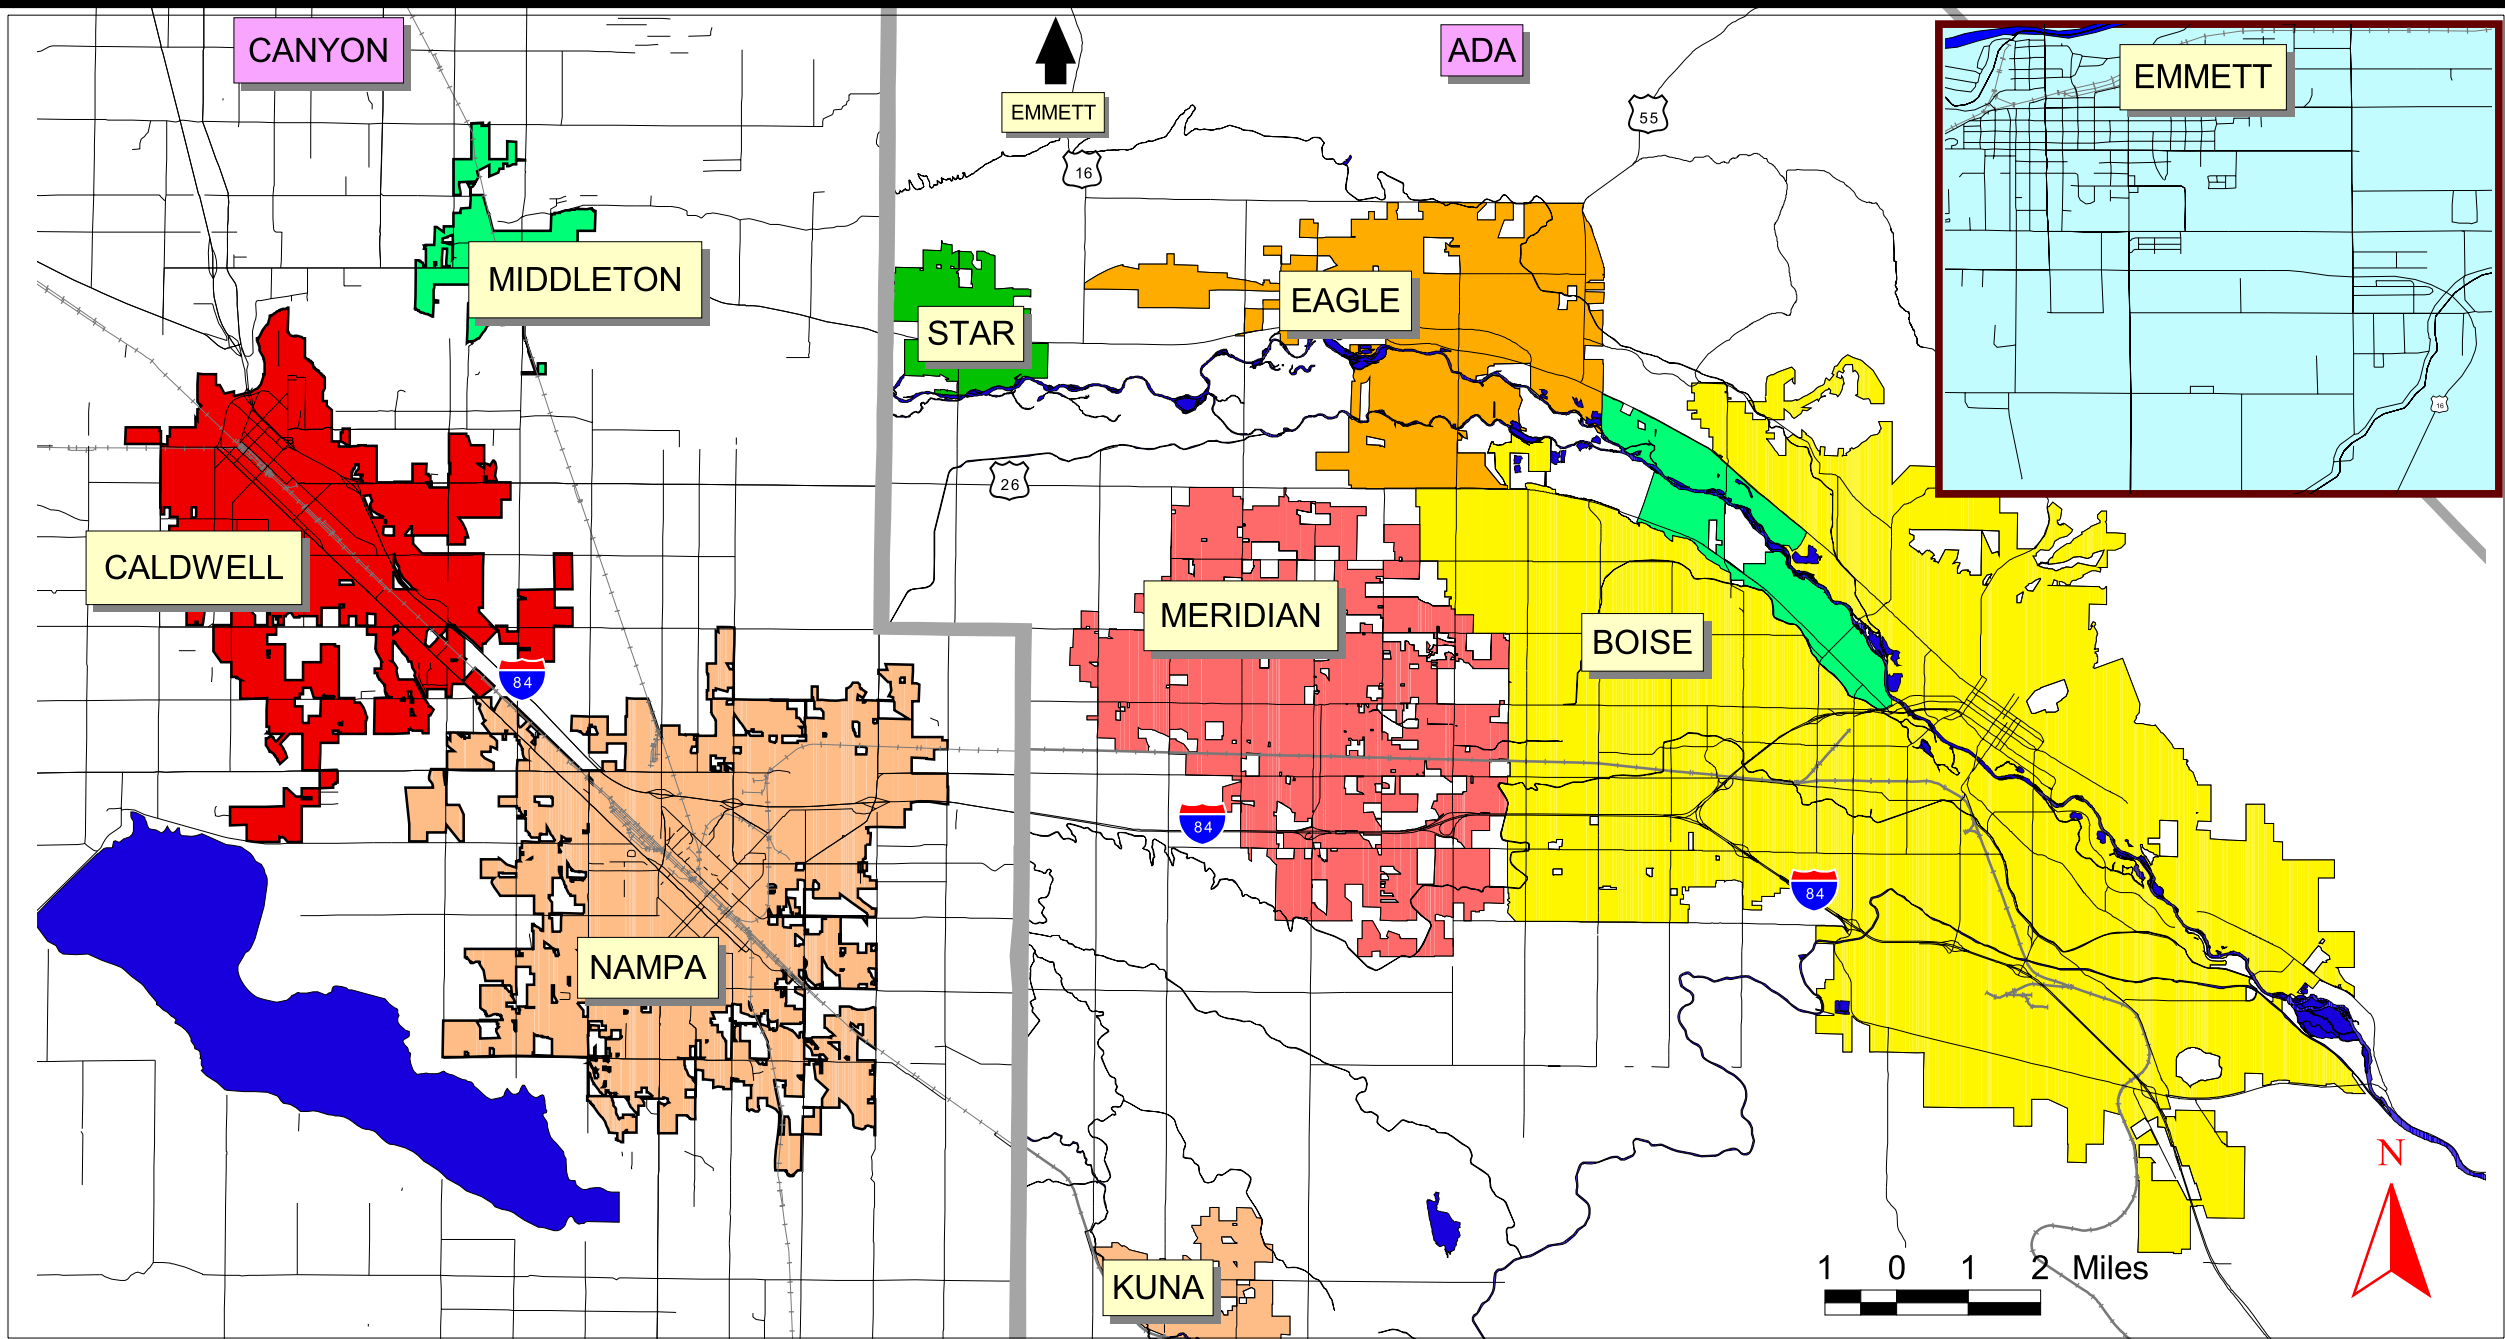 CANYON
ADA
EMMETT
EMMETT
55
16
MIDDLETON
EAGLE
STAR
16
26
CALDWELL
MERIDIAN
BOISE
84
84
84
NAMPA
N
KUNA
1 0 1 2 Miles